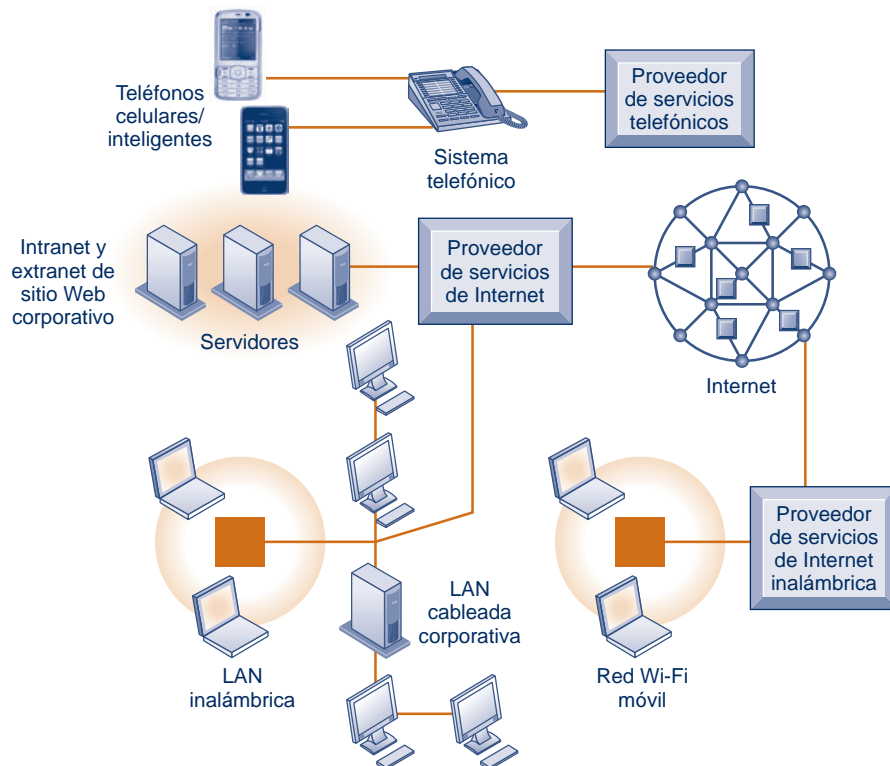 Teléfonos
celulares/
inteligentes
Sistema
telefónico
Proveedor
de servicios
telefónicos
Intranet y
extranet de
sitio Web
corporativo
Servidores
Proveedor
de servicios
de Internet
Internet
LAN
inalámbrica
LAN
cableada
corporativa
Red Wi-Fi
móvil
Proveedor
de servicios
de Internet
inalámbrica